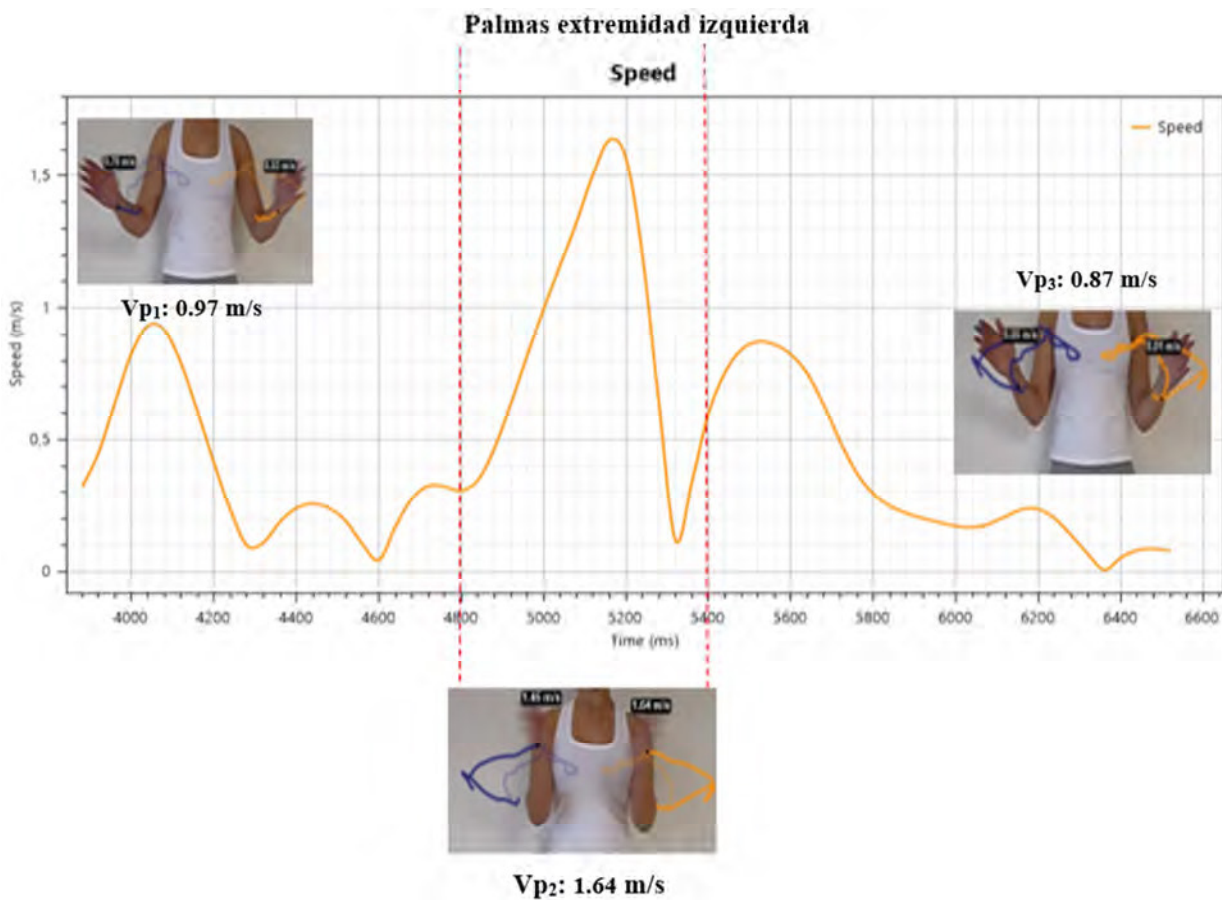 Palmas extremidad izquierda
Speed
Speed
Vp₁: 0.97 m/s
Vp₃: 0.87 m/s
1,5
1
0,5
0
Speed (m/s)
4000 4200 4400 4600 4800 5000 5200 5400 5600 5800 6000 6200 6400 6600
Time (ms)
1.64 m/s
Vp₂: 1.64 m/s